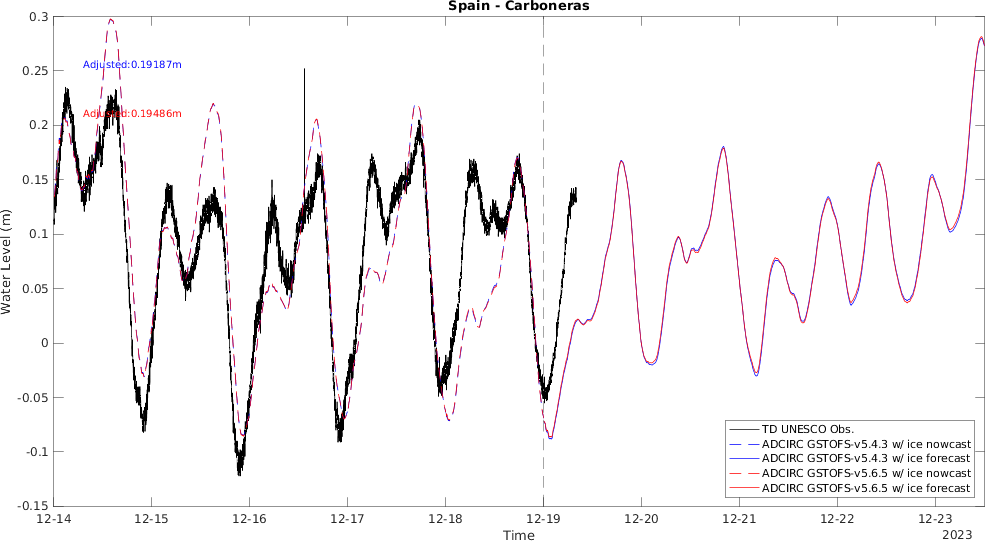 Spain - Carboneras
0.3
0.25
0.2
0.15
0.1
0.05
0
-0.05
-0.1
-0.15
Water Level (m)
Adjusted:0.19187m
Adjusted:0.19486m
TD UNESCO Obs.
ADCIRC GSTOFS-v5.4.3 w/ ice nowcast
ADCIRC GSTOFS-v5.4.3 w/ ice forecast
ADCIRC GSTOFS-v5.6.5 w/ ice nowcast
ADCIRC GSTOFS-v5.6.5 w/ ice forecast
12-14 12-15 12-16 12-17 12-18 12-19 12-20 12-21 12-22 12-23
Time
2023